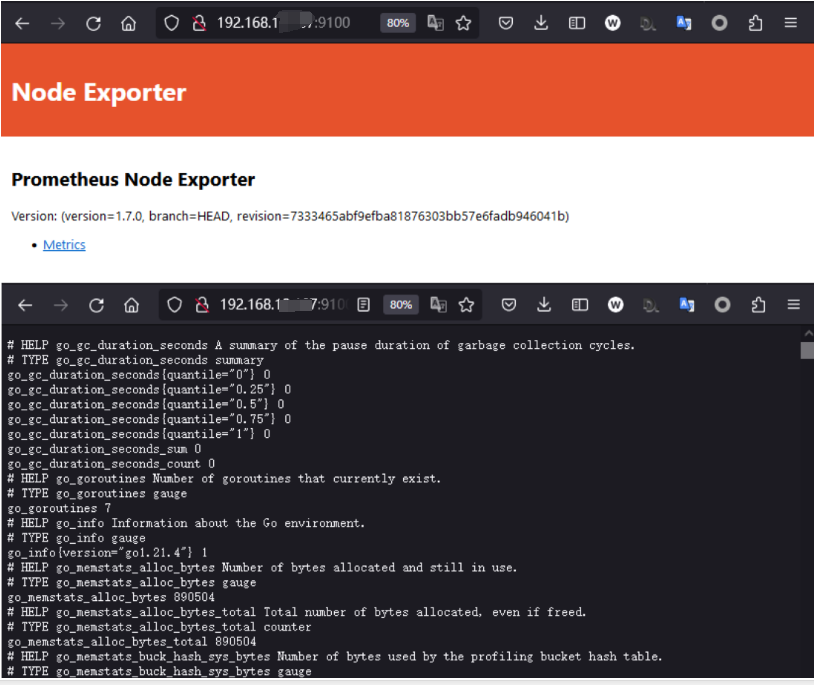 192.168.1 :9100
80%
Node Exporter
Prometheus Node Exporter
Version: (version=1.7.0, branch=HEAD, revision=7333465abf9efba81876303bb57e6fadb946041b)
• Metrics
192.168.1 7:910
80%
# HELP go_gc_duration_seconds A summary of the pause duration of garbage collection cycles.
# TYPE go_gc_duration_seconds summary
go_gc_duration_seconds{quantile="0"} 0
go_gc_duration_seconds{quantile="0.25"} 0
go_gc_duration_seconds{quantile="0.5"} 0
go_gc_duration_seconds{quantile="0.75"} 0
go_gc_duration_seconds{quantile="1"} 0
go_gc_duration_seconds_sum 0
go_gc_duration_seconds_count 0
# HELP go_goroutines Number of goroutines that currently exist.
# TYPE go_goroutines gauge
go_goroutines 7
# HELP go_info Information about the Go environment.
# TYPE go_info gauge
go_info{version="go1.21.4"} 1
# HELP go_memstats_alloc_bytes Number of bytes allocated and still in use.
# TYPE go_memstats_alloc_bytes gauge
go_memstats_alloc_bytes 890504
# HELP go_memstats_alloc_bytes_total Total number of bytes allocated, even if freed.
# TYPE go_memstats_alloc_bytes_total counter
go_memstats_alloc_bytes_total 890504
# HELP go_memstats_buck_hash_sys_bytes Number of bytes used by the profiling bucket hash table.
# TYPE go_memstats_buck_hash_sys_bytes gauge